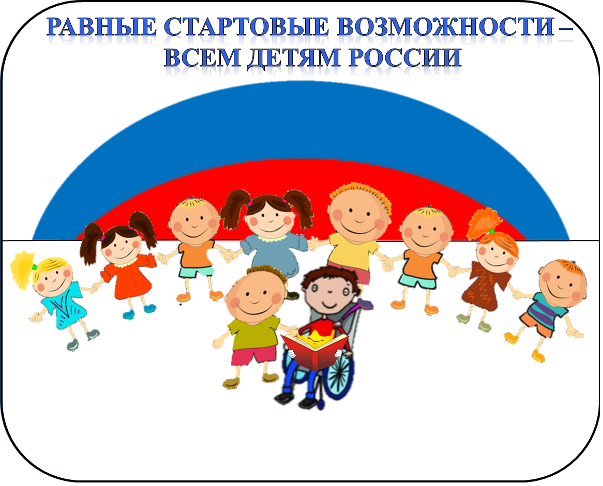 РАВНЫЕ СТАРТОВЫЕ ВОЗМОЖНОСТИ –
ВСЕМ ДЕТЯМ РОССИИ